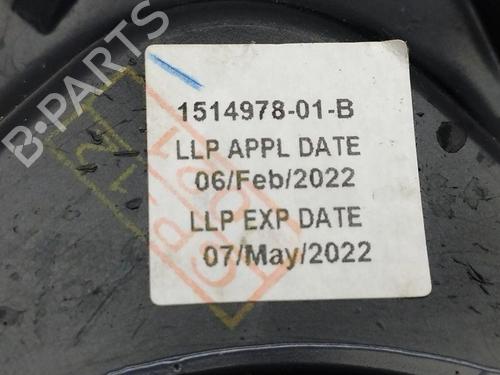 B-PARTS
1514978-01-B
LLP APPL DATE
06/Feb/2022
LLP EXP DATE
07/May/2022